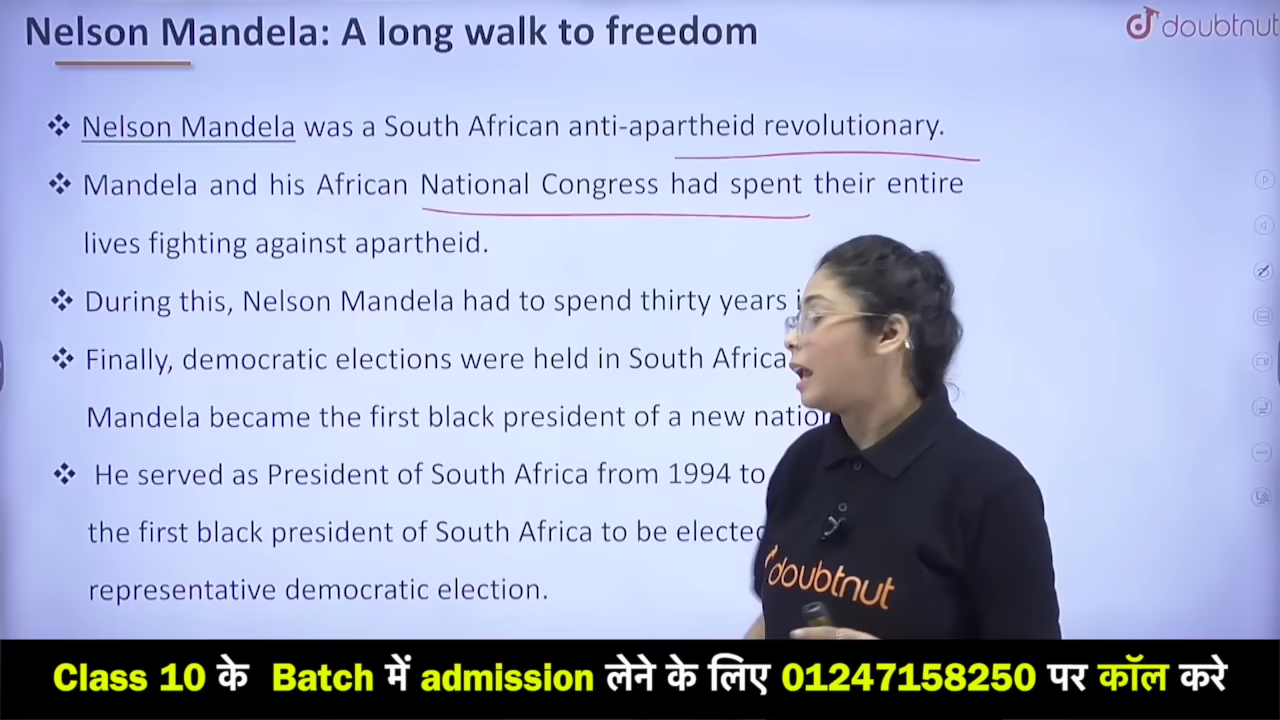 Nelson Mandela: A long walk to freedom
doubtnut
❖ Nelson Mandela was a South African anti-apartheid revolutionary.
❖ Mandela and his African National Congress had spent their entire
lives fighting against apartheid.
❖ During this, Nelson Mandela had to spend thirty years
❖ Finally, democratic elections were held in South Africa
Mandela became the first black president of a new
❖ He served as President of South Africa from 1994 to
the first black president of South Africa to be elected
representative democratic election.
doubtnut
Class 10 के Batch में admission लेने के लिए 01247158250 पर कॉल करे